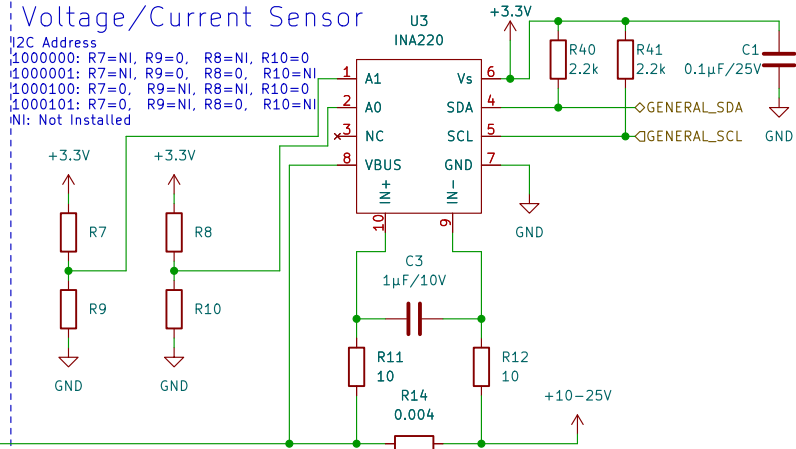 Voltage/Current Sensor
I2C Address
1000000: R7=NI, R9=0, R8=NI, R10=0
1000001: R7=NI, R9=0, R8=0, R10=NI
1000100: R7=0, R9=NI, R8=NI, R10=0
1000101: R7=0, R9=NI, R8=0, R10=NI
NI: Not Installed
U3
INA220
+3.3V
1 A1
Vs 6
2 A0
SDA 4
3 NC
SCL 5
8 VBUS
GND 7
IN+
IN-
10
9
R40
2.2k
R41
2.2k
C1
0.1µF/25V
GENERAL_SDA
GENERAL_SCL
GND
GND
+3.3V
+3.3V
R7
R8
R9
R10
GND
GND
C3
1µF/10V
R11
10
R12
10
R14
0.004
+10-25V